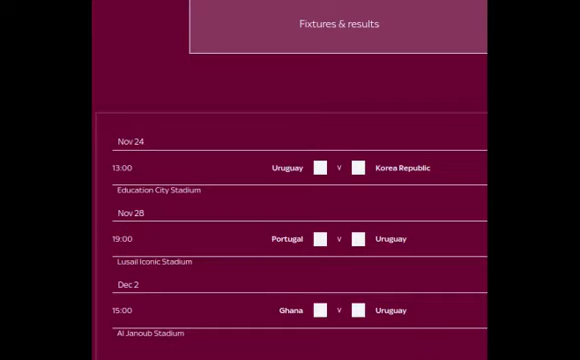 Fixtures & results
Nov 24
13:00 Uruguay v Korea Republic
Education City Stadium
Nov 28
19:00 Portugal v Uruguay
Lusail Iconic Stadium
Dec 2
15:00 Ghana v Uruguay
Al Janoub Stadium